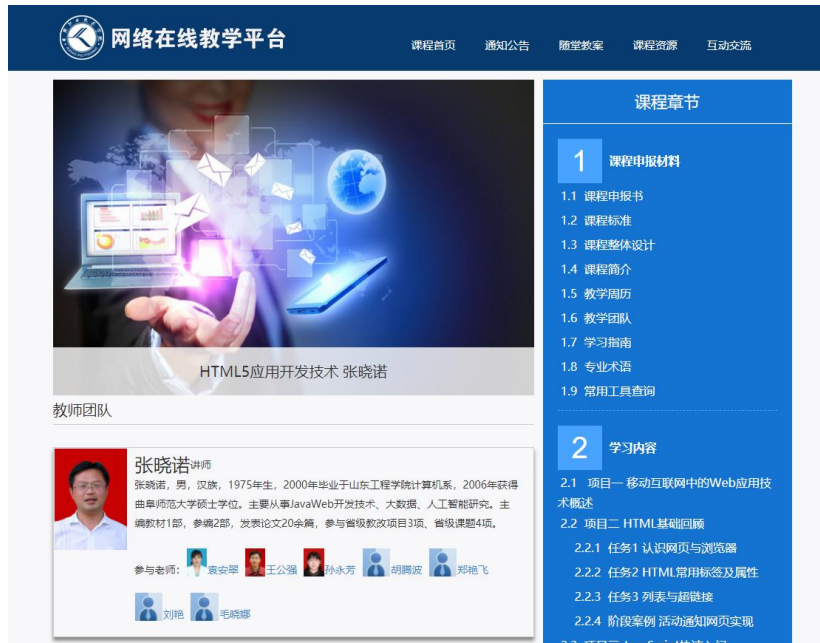 网络在线教学平台
课程首页 通知公告 随堂教案 课程资源 互动交流
HTML5应用开发技术 张晓诺
教师团队
张晓诺讲师
张晓诺，男，汉族，1975年生，2000年毕业于山东工程学院计算机系，2006年获得
曲阜师范大学硕士学位。主要从事JavaWeb开发技术、大数据、人工智能研究。主
编教材1部，参编2部，发表论文20余篇，参与省级教改项目3项、省级课题4项。
参与老师： 袁安翠 王公强 孙永芳 胡腾波 郑艳飞
刘艳 毛晓娜
课程章节
1 课程申报材料
1.1 课程申报书
1.2 课程标准
1.3 课程整体设计
1.4 课程简介
1.5 教学周历
1.6 教学团队
1.7 学习指南
1.8 专业术语
1.9 常用工具查询
2 学习内容
2.1 项目一 移动互联网中的Web应用技
术概述
2.2 项目二 HTML基础回顾
2.2.1 任务1 认识网页与浏览器
2.2.2 任务2 HTML常用标签及属性
2.2.3 任务3 列表与超链接
2.2.4 阶段案例 活动通知网页实现